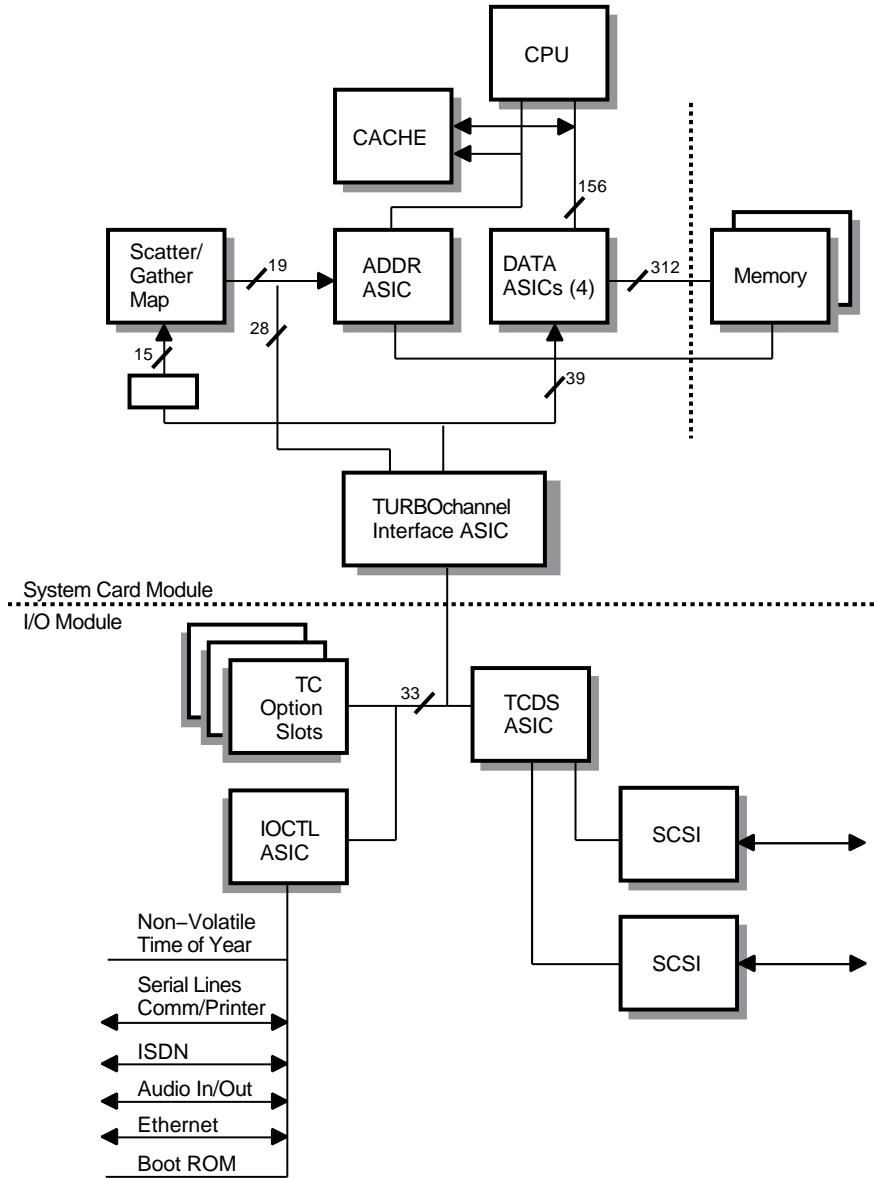 CPU
CACHE
156
Scatter/
Gather
Map
19
ADDR
ASIC
DATA
ASICs (4)
312
Memory
28
15
39
TURBOchannel
Interface ASIC
System Card Module
I/O Module
TC
Option
Slots
33
TCDS
ASIC
IOCTL
ASIC
SCSI
Non–Volatile
Time of Year
SCSI
Serial Lines
Comm/Printer
ISDN
Audio In/Out
Ethernet
Boot ROM